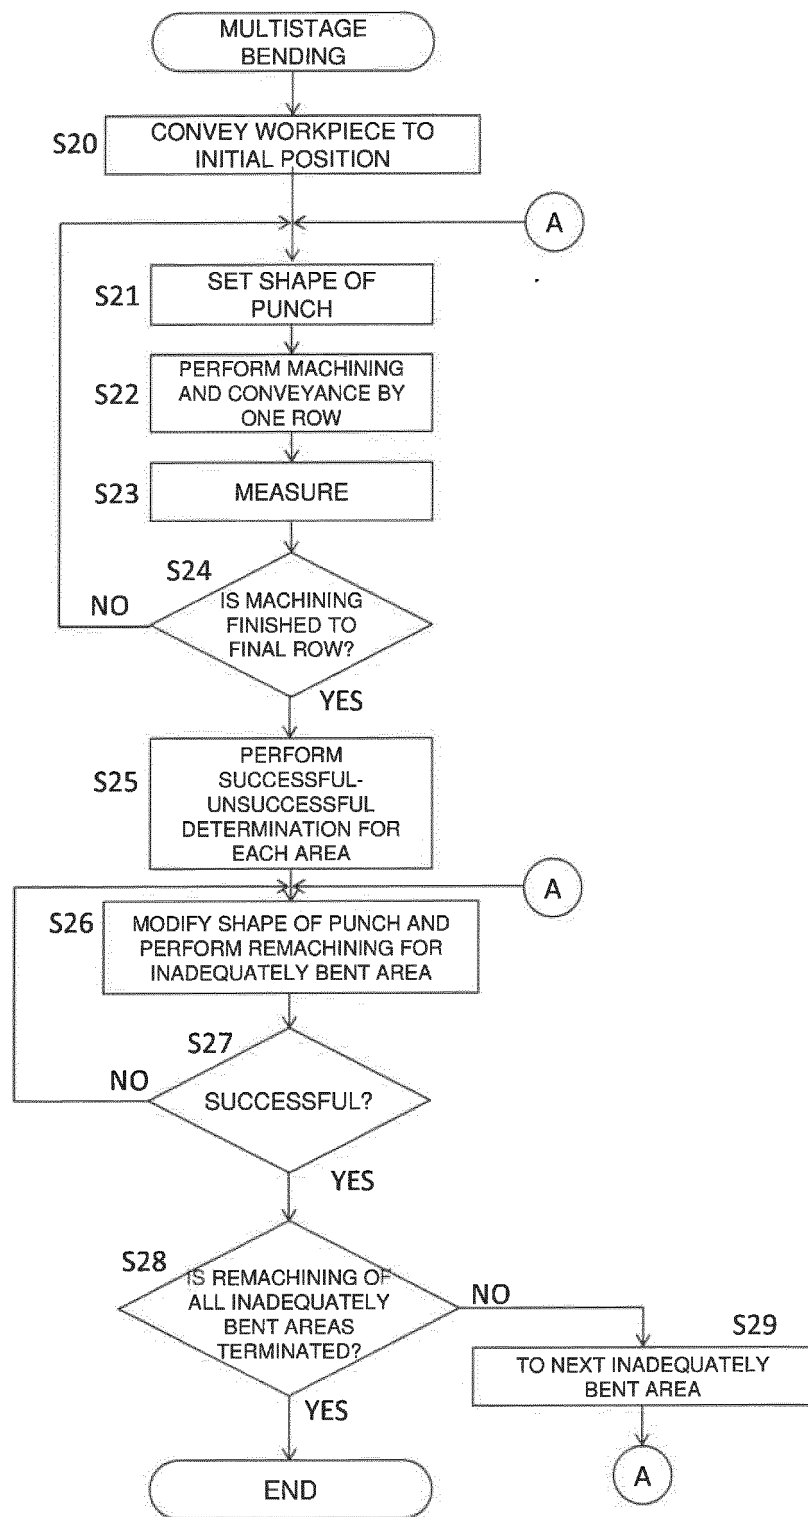 MULTISTAGE
BENDING
S20
CONVEY WORKPIECE TO
INITIAL POSITION
A
S21
SET SHAPE OF
PUNCH
S22
PERFORM MACHINING
AND CONVEYANCE BY
ONE ROW
S23
MEASURE
S24
IS MACHINING
FINISHED TO
FINAL ROW?
NO
YES
S25
PERFORM
SUCCESSFUL-
UNSUCCESSFUL
DETERMINATION FOR
EACH AREA
A
S26
MODIFY SHAPE OF PUNCH AND
PERFORM REMACHINING FOR
INADEQUATELY BENT AREA
S27
NO
SUCCESSFUL?
YES
S28
IS REMACHINING OF
ALL INADEQUATELY
BENT AREAS
TERMINATED?
NO
S29
TO NEXT INADEQUATELY
BENT AREA
YES
A
END